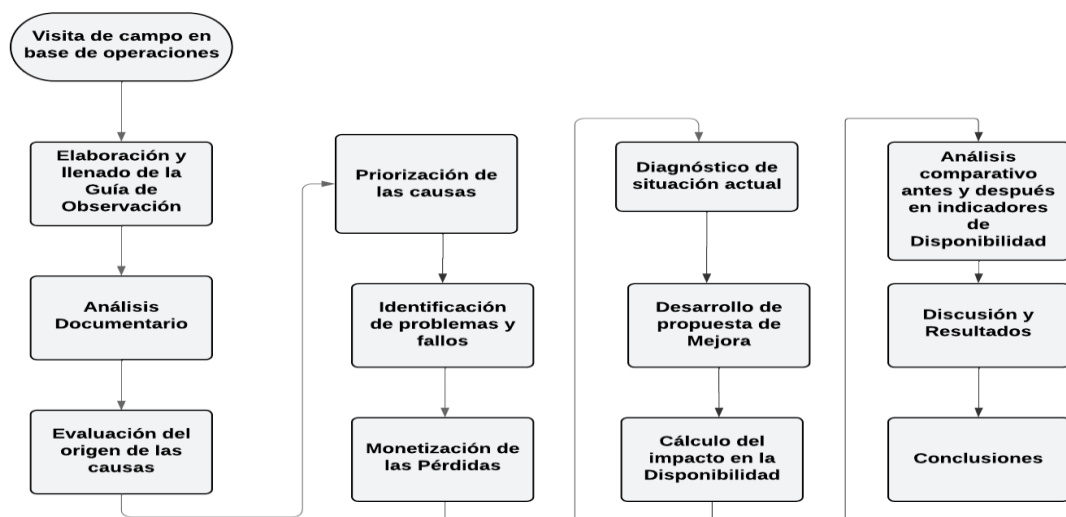 Visita de campo en
base de operaciones
Elaboración y
llenado de la
Guía de
Observación
Análisis
Documentario
Evaluación del
origen de las
causas
Priorización de
las causas
Identificación
de problemas y
fallos
Monetización de
las Pérdidas
Diagnóstico de
situación actual
Desarrollo de
propuesta de
Mejora
Cálculo del
impacto en la
Disponibilidad
Análisis
comparativo
antes y después
en indicadores
de
Disponibilidad
Discusión y
Resultados
Conclusiones